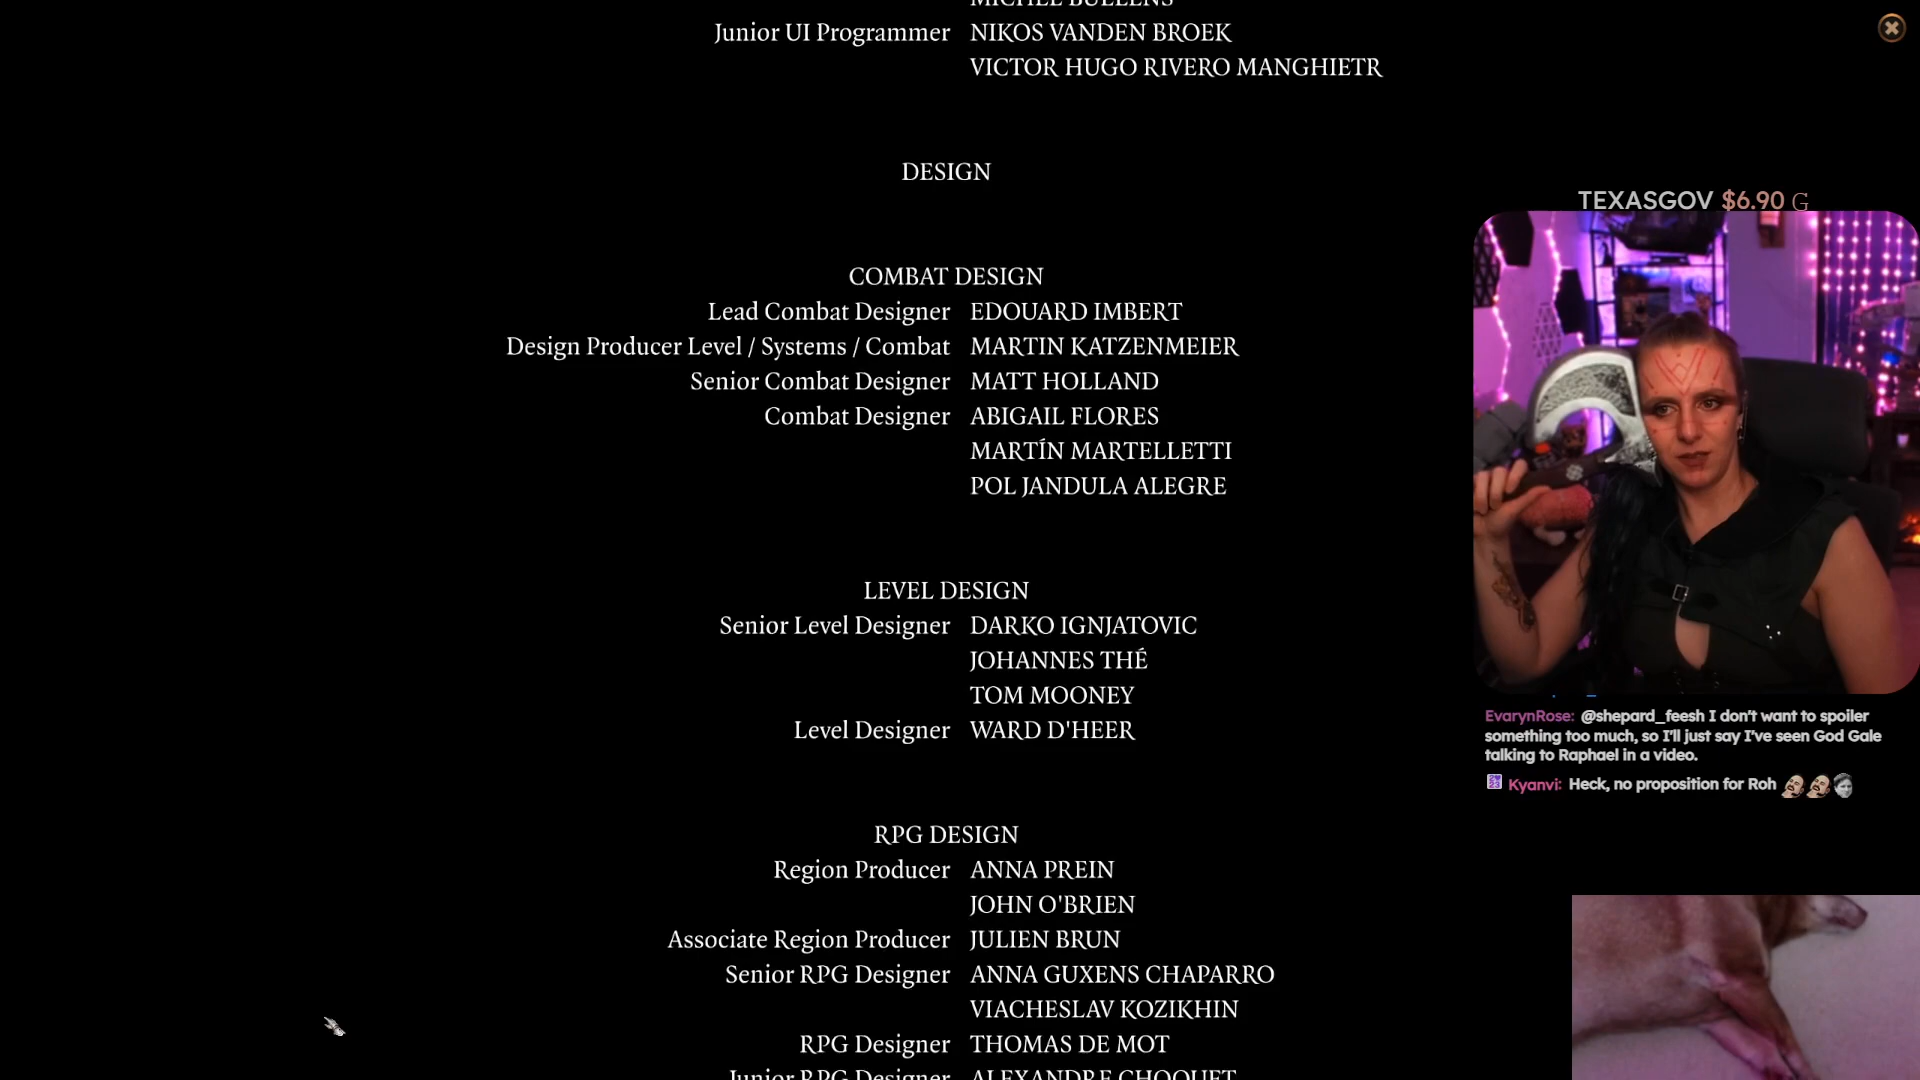 Junior UI Programmer NIKOS VANDEN BROEK
VICTOR HUGO RIVERO MANGHIETR
DESIGN
COMBAT DESIGN
Lead Combat Designer EDOUARD IMBERT
Design Producer Level / Systems / Combat MARTIN KATZENMEIER
Senior Combat Designer MATT HOLLAND
Combat Designer ABIGAIL FLORES
MARTÍN MARTELLETTI
POL JANDULA ALEGRE
LEVEL DESIGN
Senior Level Designer DARKO IGNJATOVIC
JOHANNES THÉ
TOM MOONEY
Level Designer WARD D'HEER
RPG DESIGN
Region Producer ANNA PREIN
JOHN O'BRIEN
Associate Region Producer JULIEN BRUN
Senior RPG Designer ANNA GUXENS CHAPARRO
VIACHESLAV KOZIKHIN
RPG Designer THOMAS DE MOT
Junior RPG Designer ALEXANDRE CHOQUET
TEXASGOV $6.90 G
EvarynRose: @shepard_feesh I don't want to spoiler
something too much, so I'll just say I've seen God Gale
talking to Raphael in a video.
Kyanvi: Heck, no proposition for Roh